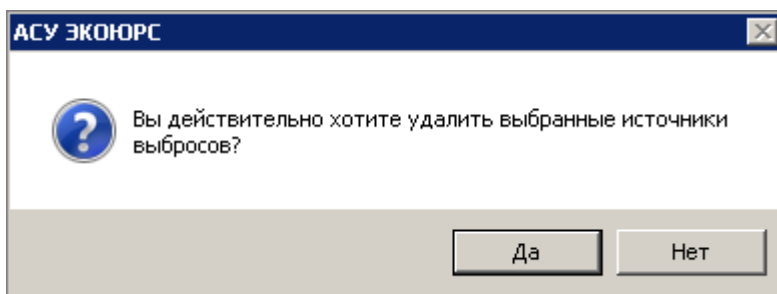 АСУ ЭКОЮРС
Вы действительно хотите удалить выбранные источники
выбросов?
Да
Нет